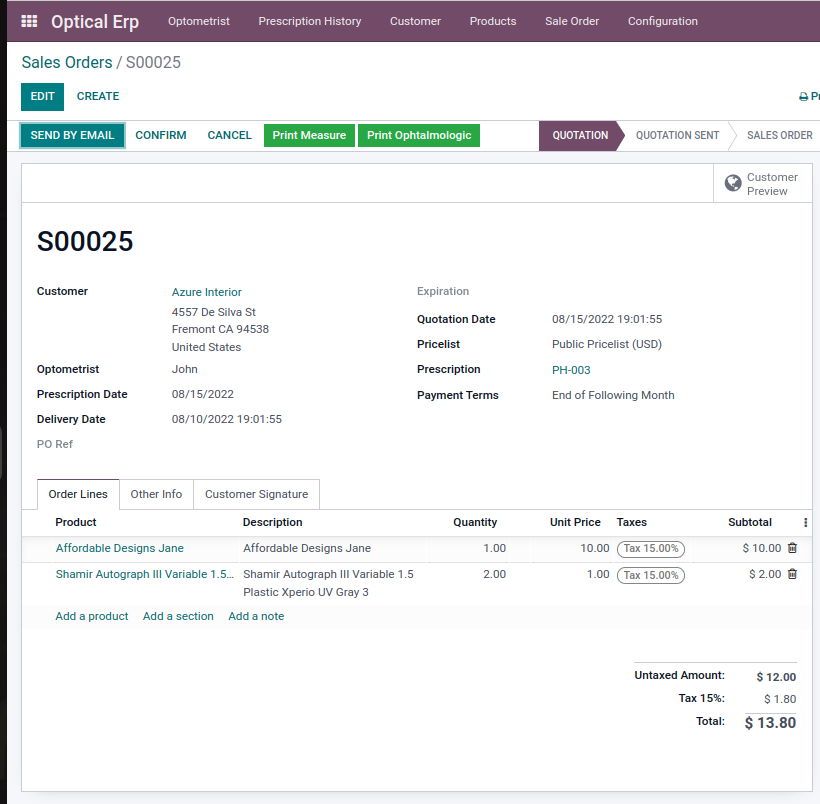 Optical Erp Optometrist Prescription History Customer Products Sale Order Configuration
Sales Orders / S00025
EDIT CREATE
SEND BY EMAIL CONFIRM CANCEL Print Measure Print Ophtalmologic QUOTATION QUOTATION SENT SALES ORDER
Customer
Preview
S00025
Customer Azure Interior Expiration
4557 De Silva St
Fremont CA 94538
United States
Quotation Date 08/15/2022 19:01:55
Pricelist Public Pricelist (USD)
Optometrist John Prescription PH-003
Prescription Date 08/15/2022 Payment Terms End of Following Month
Delivery Date 08/10/2022 19:01:55
PO Ref
Order Lines Other Info Customer Signature
Product Description Quantity Unit Price Taxes Subtotal
Affordable Designs Jane Affordable Designs Jane 1.00 10.00 Tax 15.00% $ 10.00
Shamir Autograph III Variable 1.5... Shamir Autograph III Variable 1.5 2.00 1.00 Tax 15.00% $ 2.00
Plastic Xperio UV Gray 3
Add a product Add a section Add a note
Untaxed Amount: $ 12.00
Tax 15%: $ 1.80
Total: $ 13.80